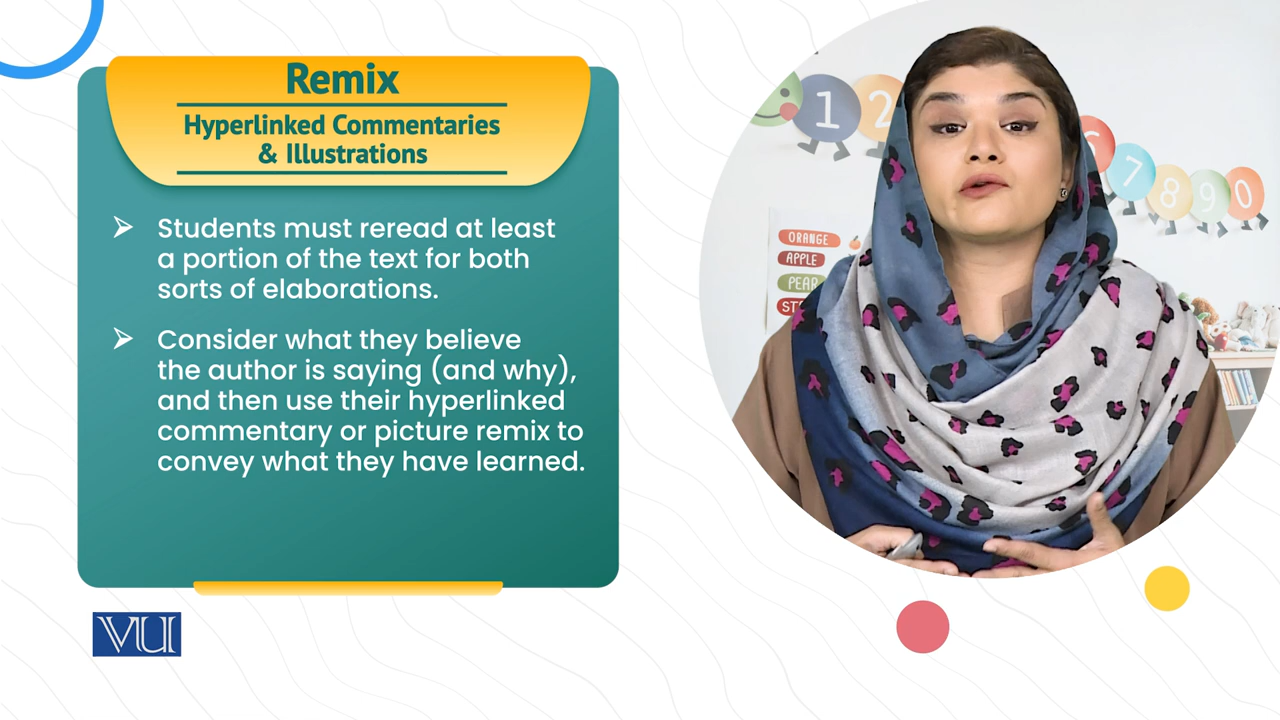 Remix
Hyperlinked Commentaries
& Illustrations
Students must reread at least
a portion of the text for both
sorts of elaborations.
Consider what they believe
the author is saying (and why),
and then use their hyperlinked
commentary or picture remix to
convey what they have learned.
VU
1 2
6 7 8 9 0
ORANGE
APPLE
PEAR